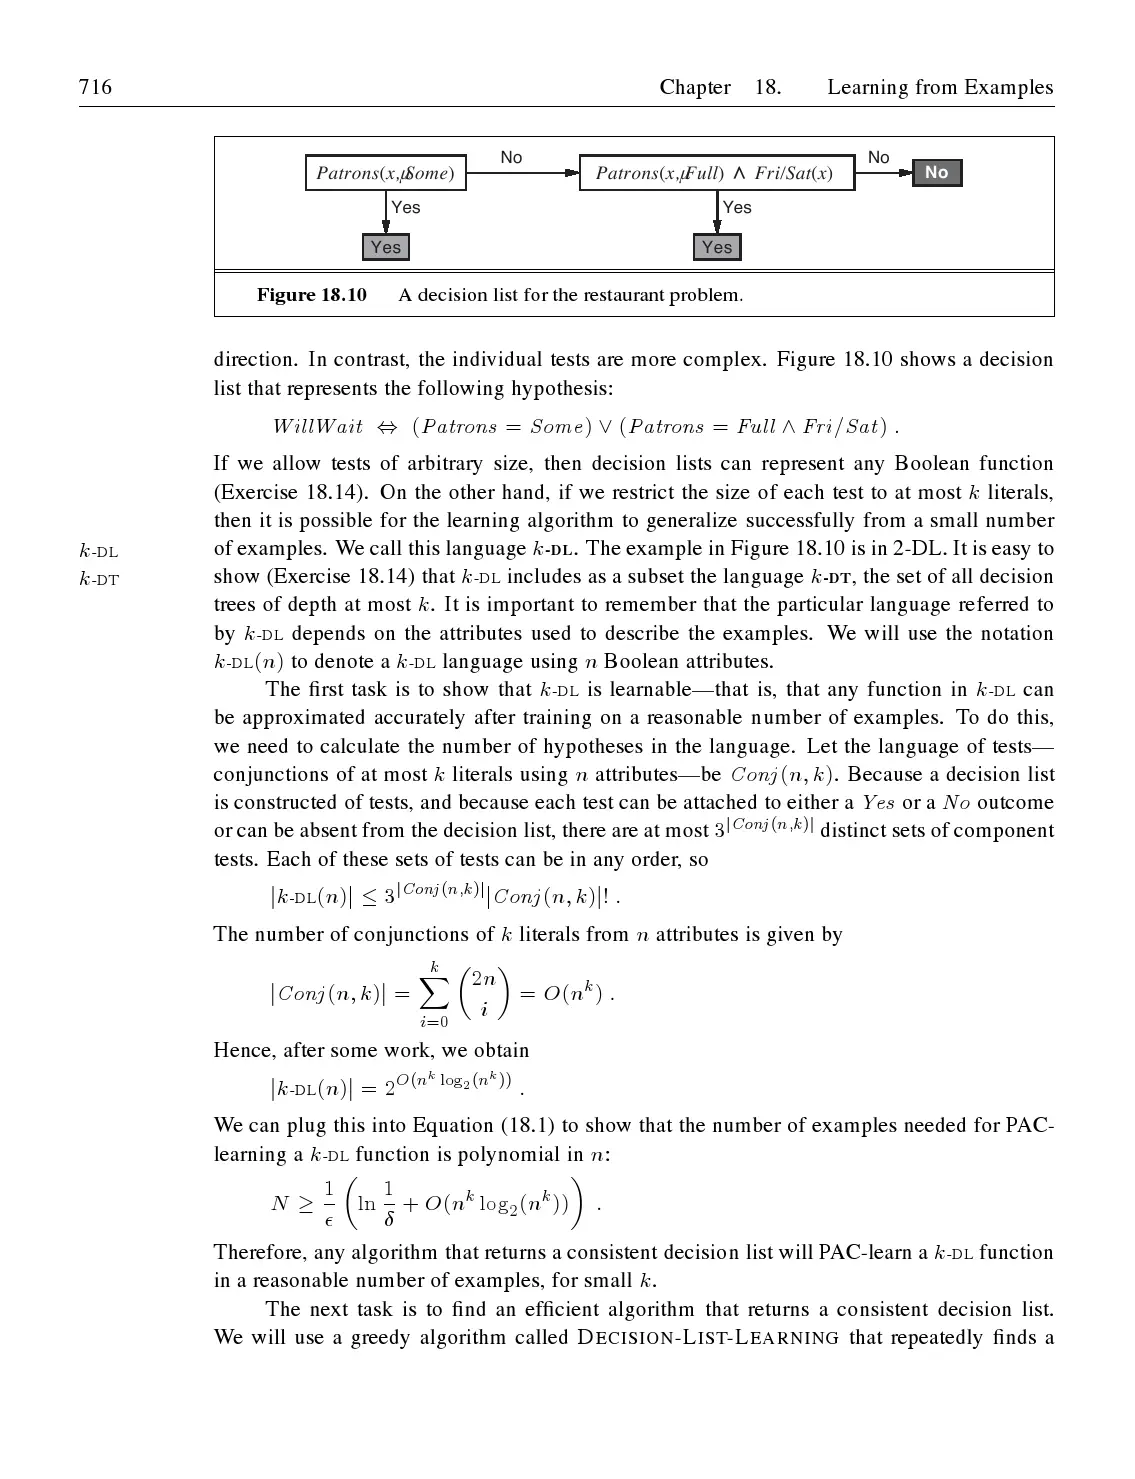 716 Chapter 18. Learning from Examples
No No
Patrons(x,µSome) Patrons(x,µFull) ∧ Fri/Sat(x) No
Yes Yes
Yes Yes
Figure 18.10 A decision list for the restaurant problem.
direction. In contrast, the individual tests are more complex. Figure 18.10 shows a decision
list that represents the following hypothesis:
WillWait ⇔ (Patrons = Some) ∨ (Patrons = Full ∧ Fri/Sat) .
If we allow tests of arbitrary size, then decision lists can represent any Boolean function
(Exercise 18.14). On the other hand, if we restrict the size of each test to at most k literals,
then it is possible for the learning algorithm to generalize successfully from a small number
k-DL
of examples. We call this language k-DL. The example in Figure 18.10 is in 2-DL. It is easy to
k-DT
show (Exercise 18.14) that k-DL includes as a subset the language k-DT, the set of all decision
trees of depth at most k. It is important to remember that the particular language referred to
by k-DL depends on the attributes used to describe the examples. We will use the notation
k-DL(n) to denote a k-DL language using n Boolean attributes.
The first task is to show that k-DL is learnable—that is, that any function in k-DL can
be approximated accurately after training on a reasonable number of examples. To do this,
we need to calculate the number of hypotheses in the language. Let the language of tests—
conjunctions of at most k literals using n attributes—be Conj(n, k). Because a decision list
is constructed of tests, and because each test can be attached to either a Yes or a No outcome
or can be absent from the decision list, there are at most 3^|Conj(n,k)| distinct sets of component
tests. Each of these sets of tests can be in any order, so
|k-DL(n)| ≤ 3^|Conj(n,k)| |Conj(n, k)|! .
The number of conjunctions of k literals from n attributes is given by
|Conj(n, k)| = ∑_{i=0}^{k} (2n i) = O(n^k) .
Hence, after some work, we obtain
|k-DL(n)| = 2^{O(n^k log_2(n^k))} .
We can plug this into Equation (18.1) to show that the number of examples needed for PAC-
learning a k-DL function is polynomial in n:
N ≥ 1/ϵ (ln 1/δ + O(n^k log_2(n^k))) .
Therefore, any algorithm that returns a consistent decision list will PAC-learn a k-DL function
in a reasonable number of examples, for small k.
The next task is to find an efficient algorithm that returns a consistent decision list.
We will use a greedy algorithm called DECISION-LIST-LEARNING that repeatedly finds a